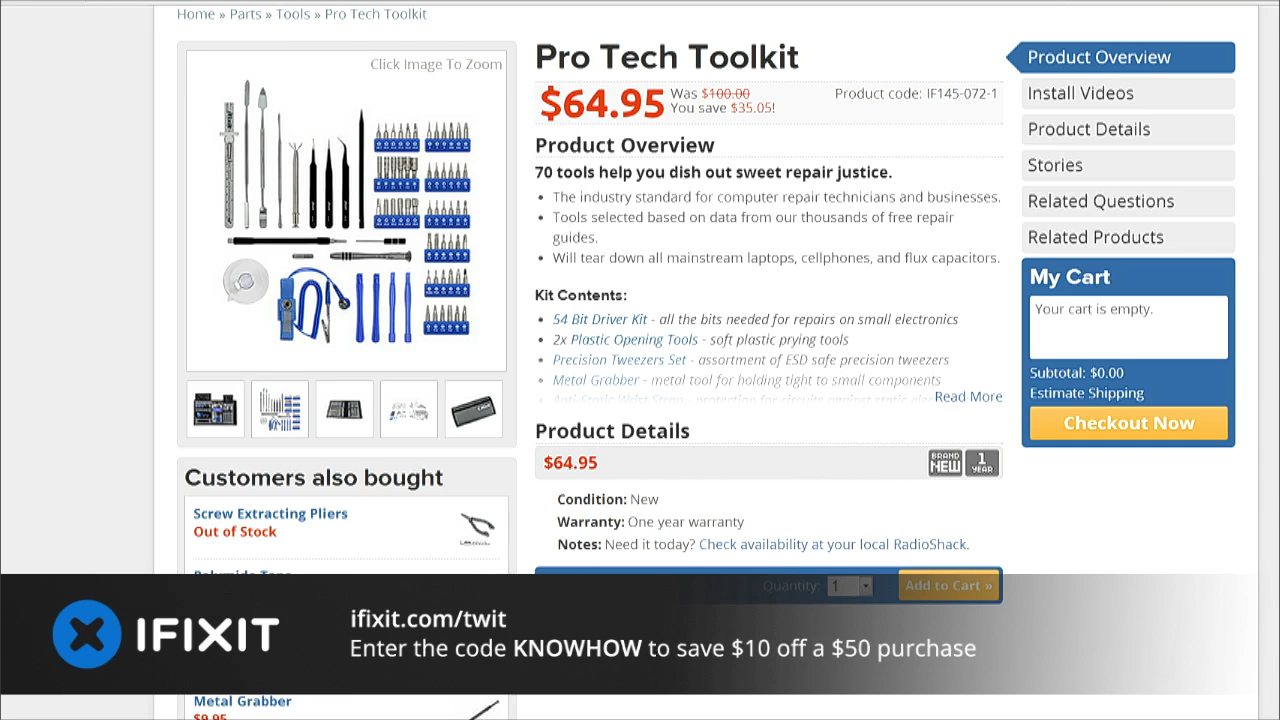 Home » Parts » Tools » Pro Tech Toolkit
Click Image To Zoom
Pro Tech Toolkit
$64.95
Was $100.00
You save $35.05!
Product code: IF145-072-1
Product Overview
70 tools help you dish out sweet repair justice.
• The industry standard for computer repair technicians and businesses.
• Tools selected based on data from our thousands of free repair
guides.
• Will tear down all mainstream laptops, cellphones, and flux capacitors.
Kit Contents:
• 54 Bit Driver Kit - all the bits needed for repairs on small electronics
• 2x Plastic Opening Tools - soft plastic prying tools
• Precision Tweezers Set - assortment of ESD safe precision tweezers
• Metal Grabber - metal tool for holding tight to small components
Read More
Product Details
$64.95
BRAND NEW
1 YEAR
Condition: New
Warranty: One year warranty
Notes: Need it today? Check availability at your local RadioShack.
Quantity: 1
Add to Cart »
Product Overview
Install Videos
Product Details
Stories
Related Questions
Related Products
My Cart
Your cart is empty.
Subtotal: $0.00
Estimate Shipping
Checkout Now
Customers also bought
Screw Extracting Pliers
Out of Stock
IFIXIT
ifixit.com/twit
Enter the code KNOWHOW to save $10 off a $50 purchase
Metal Grabber
$9.95